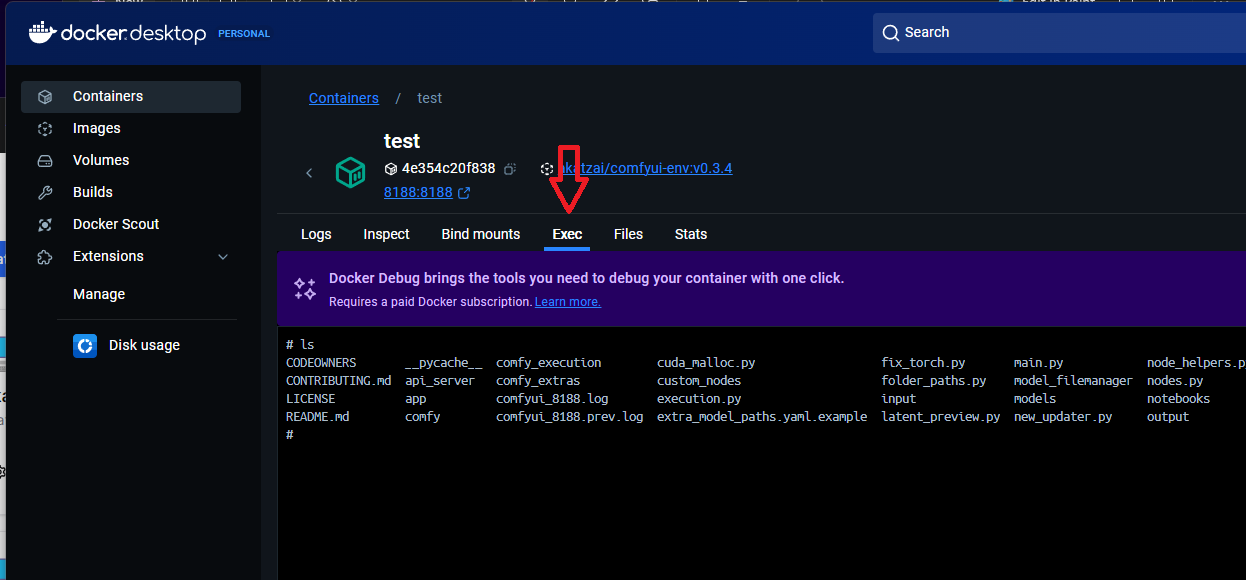 docker.desktop PERSONAL
Search
Containers
Images
Volumes
Builds
Docker Scout
Extensions
Manage
Disk usage
Containers / test
test
4e354c20f838
8188:8188
akatzai/comfyui-env:v0.3.4
Logs Inspect Bind mounts Exec Files Stats
Docker Debug brings the tools you need to debug your container with one click.
Requires a paid Docker subscription. Learn more.
# ls
CODEOWNERS __pycache__ comfy_execution cuda_malloc.py fix_torch.py main.py node_helpers.p
CONTRIBUTING.md api_server comfy_extras custom_nodes folder_paths.py model_filemanager nodes.py
LICENSE app comfyui_8188.log execution.py input models notebooks
README.md comfy comfyui_8188.prev.log extra_model_paths.yaml.example latent_preview.py new_updater.py output
#